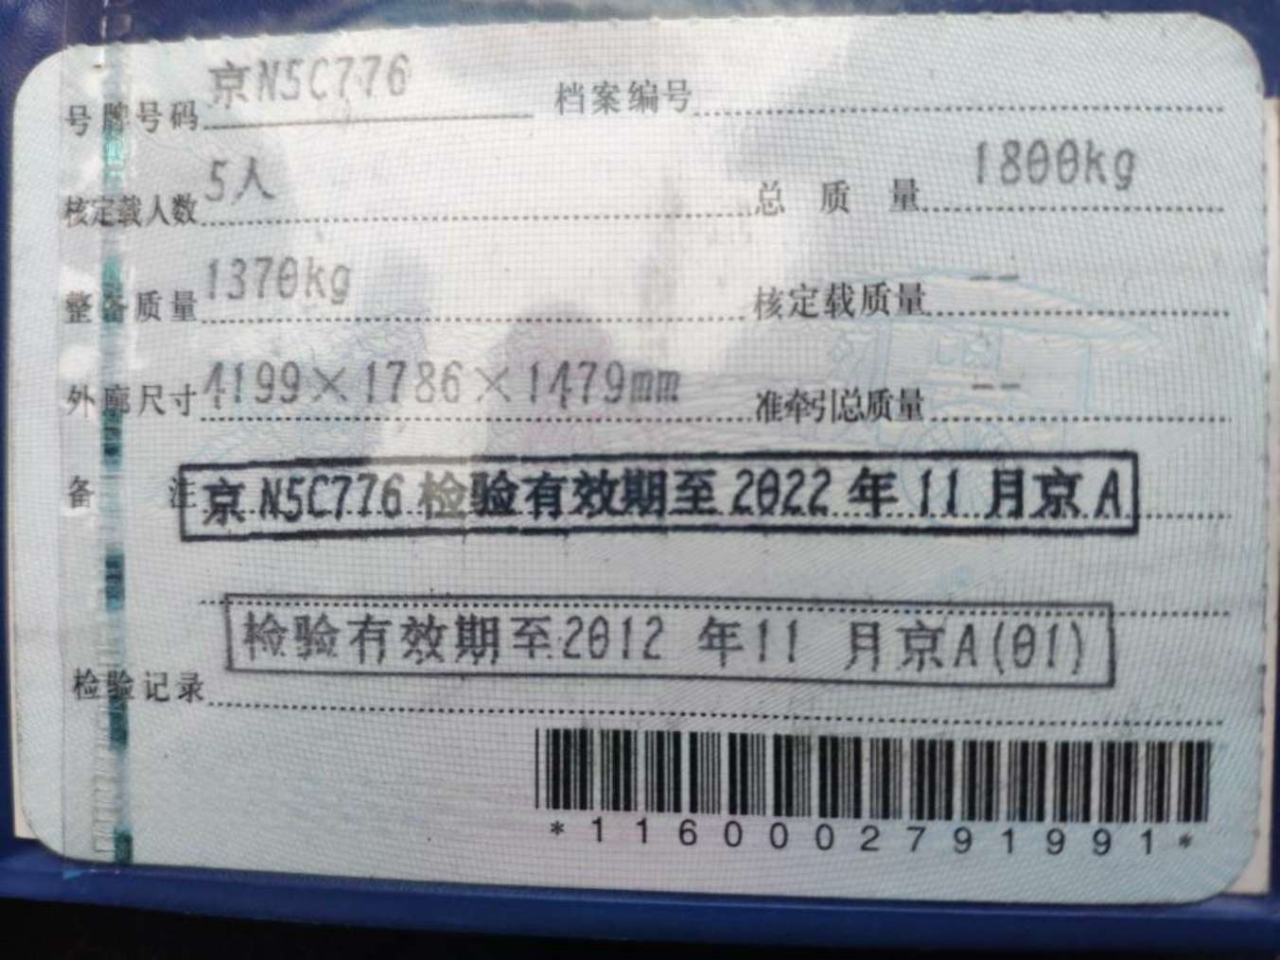 号牌号码 京N5C776 档案编号
核定载人数 5人 总质量 1800kg
整备质量 1370kg 核定载质量 --
外廓尺寸 4199×1786×1479mm 准牵引总质量 --
备注 京N5C776检验有效期至2022年11月京A
检验有效期至2012年11月京A(01)
检验记录
*1160002791991*